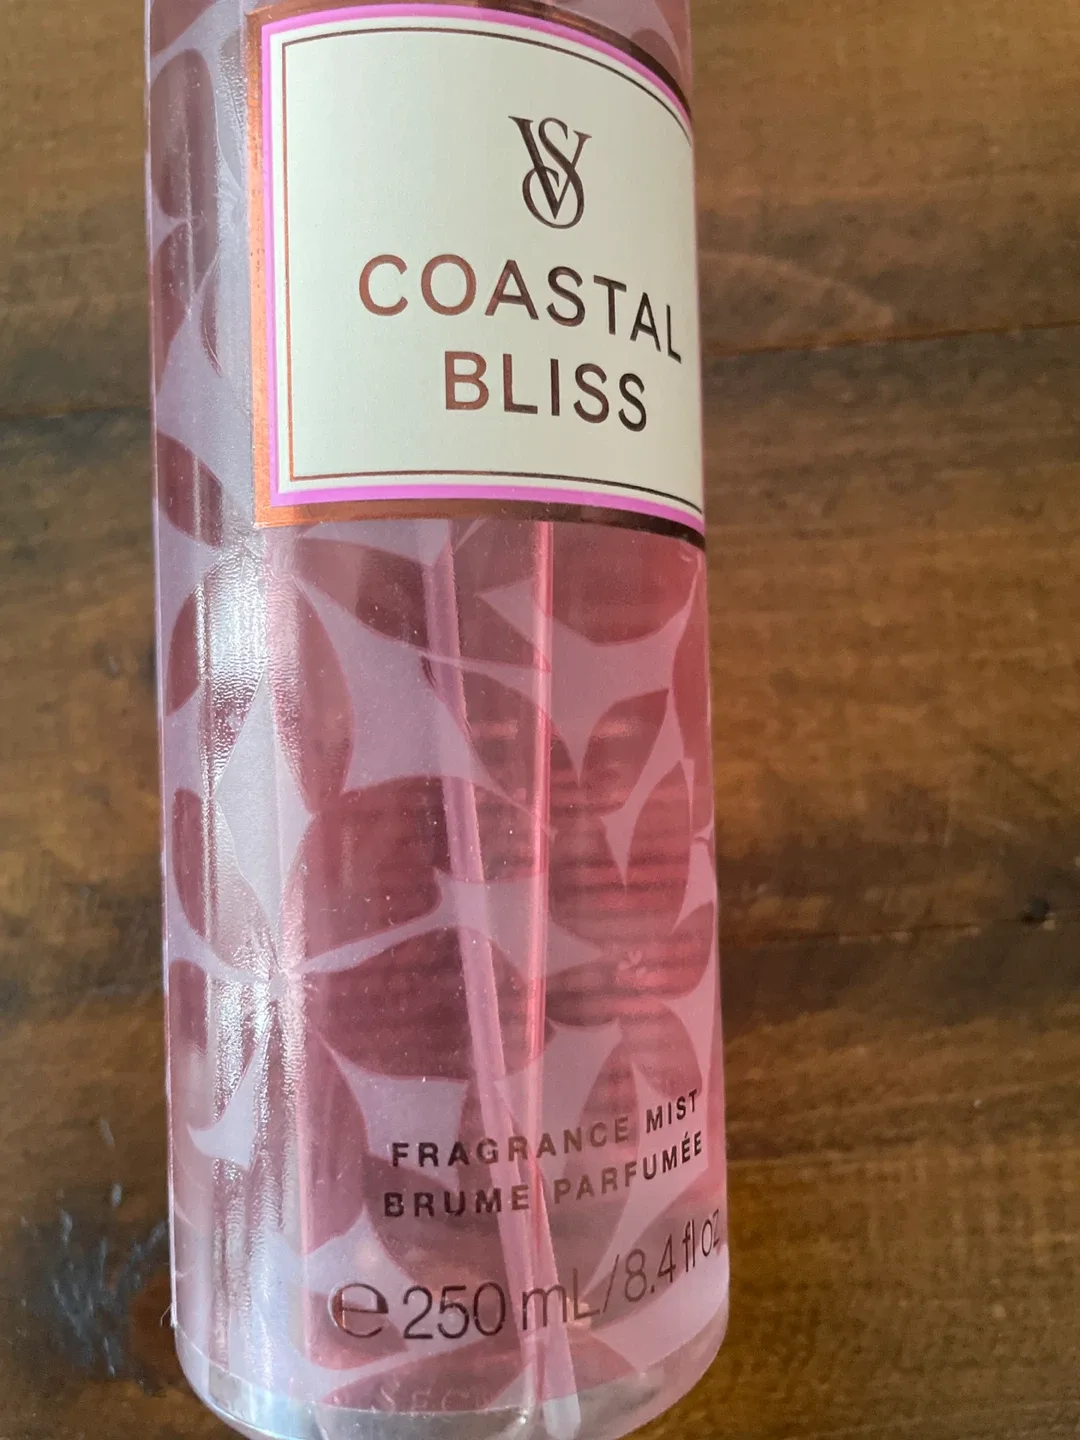 VS
COASTAL
BLISS
FRAGRANCE MIST
BRUME PARFUMÉE
℮ 250 mL/8.4 fl oz